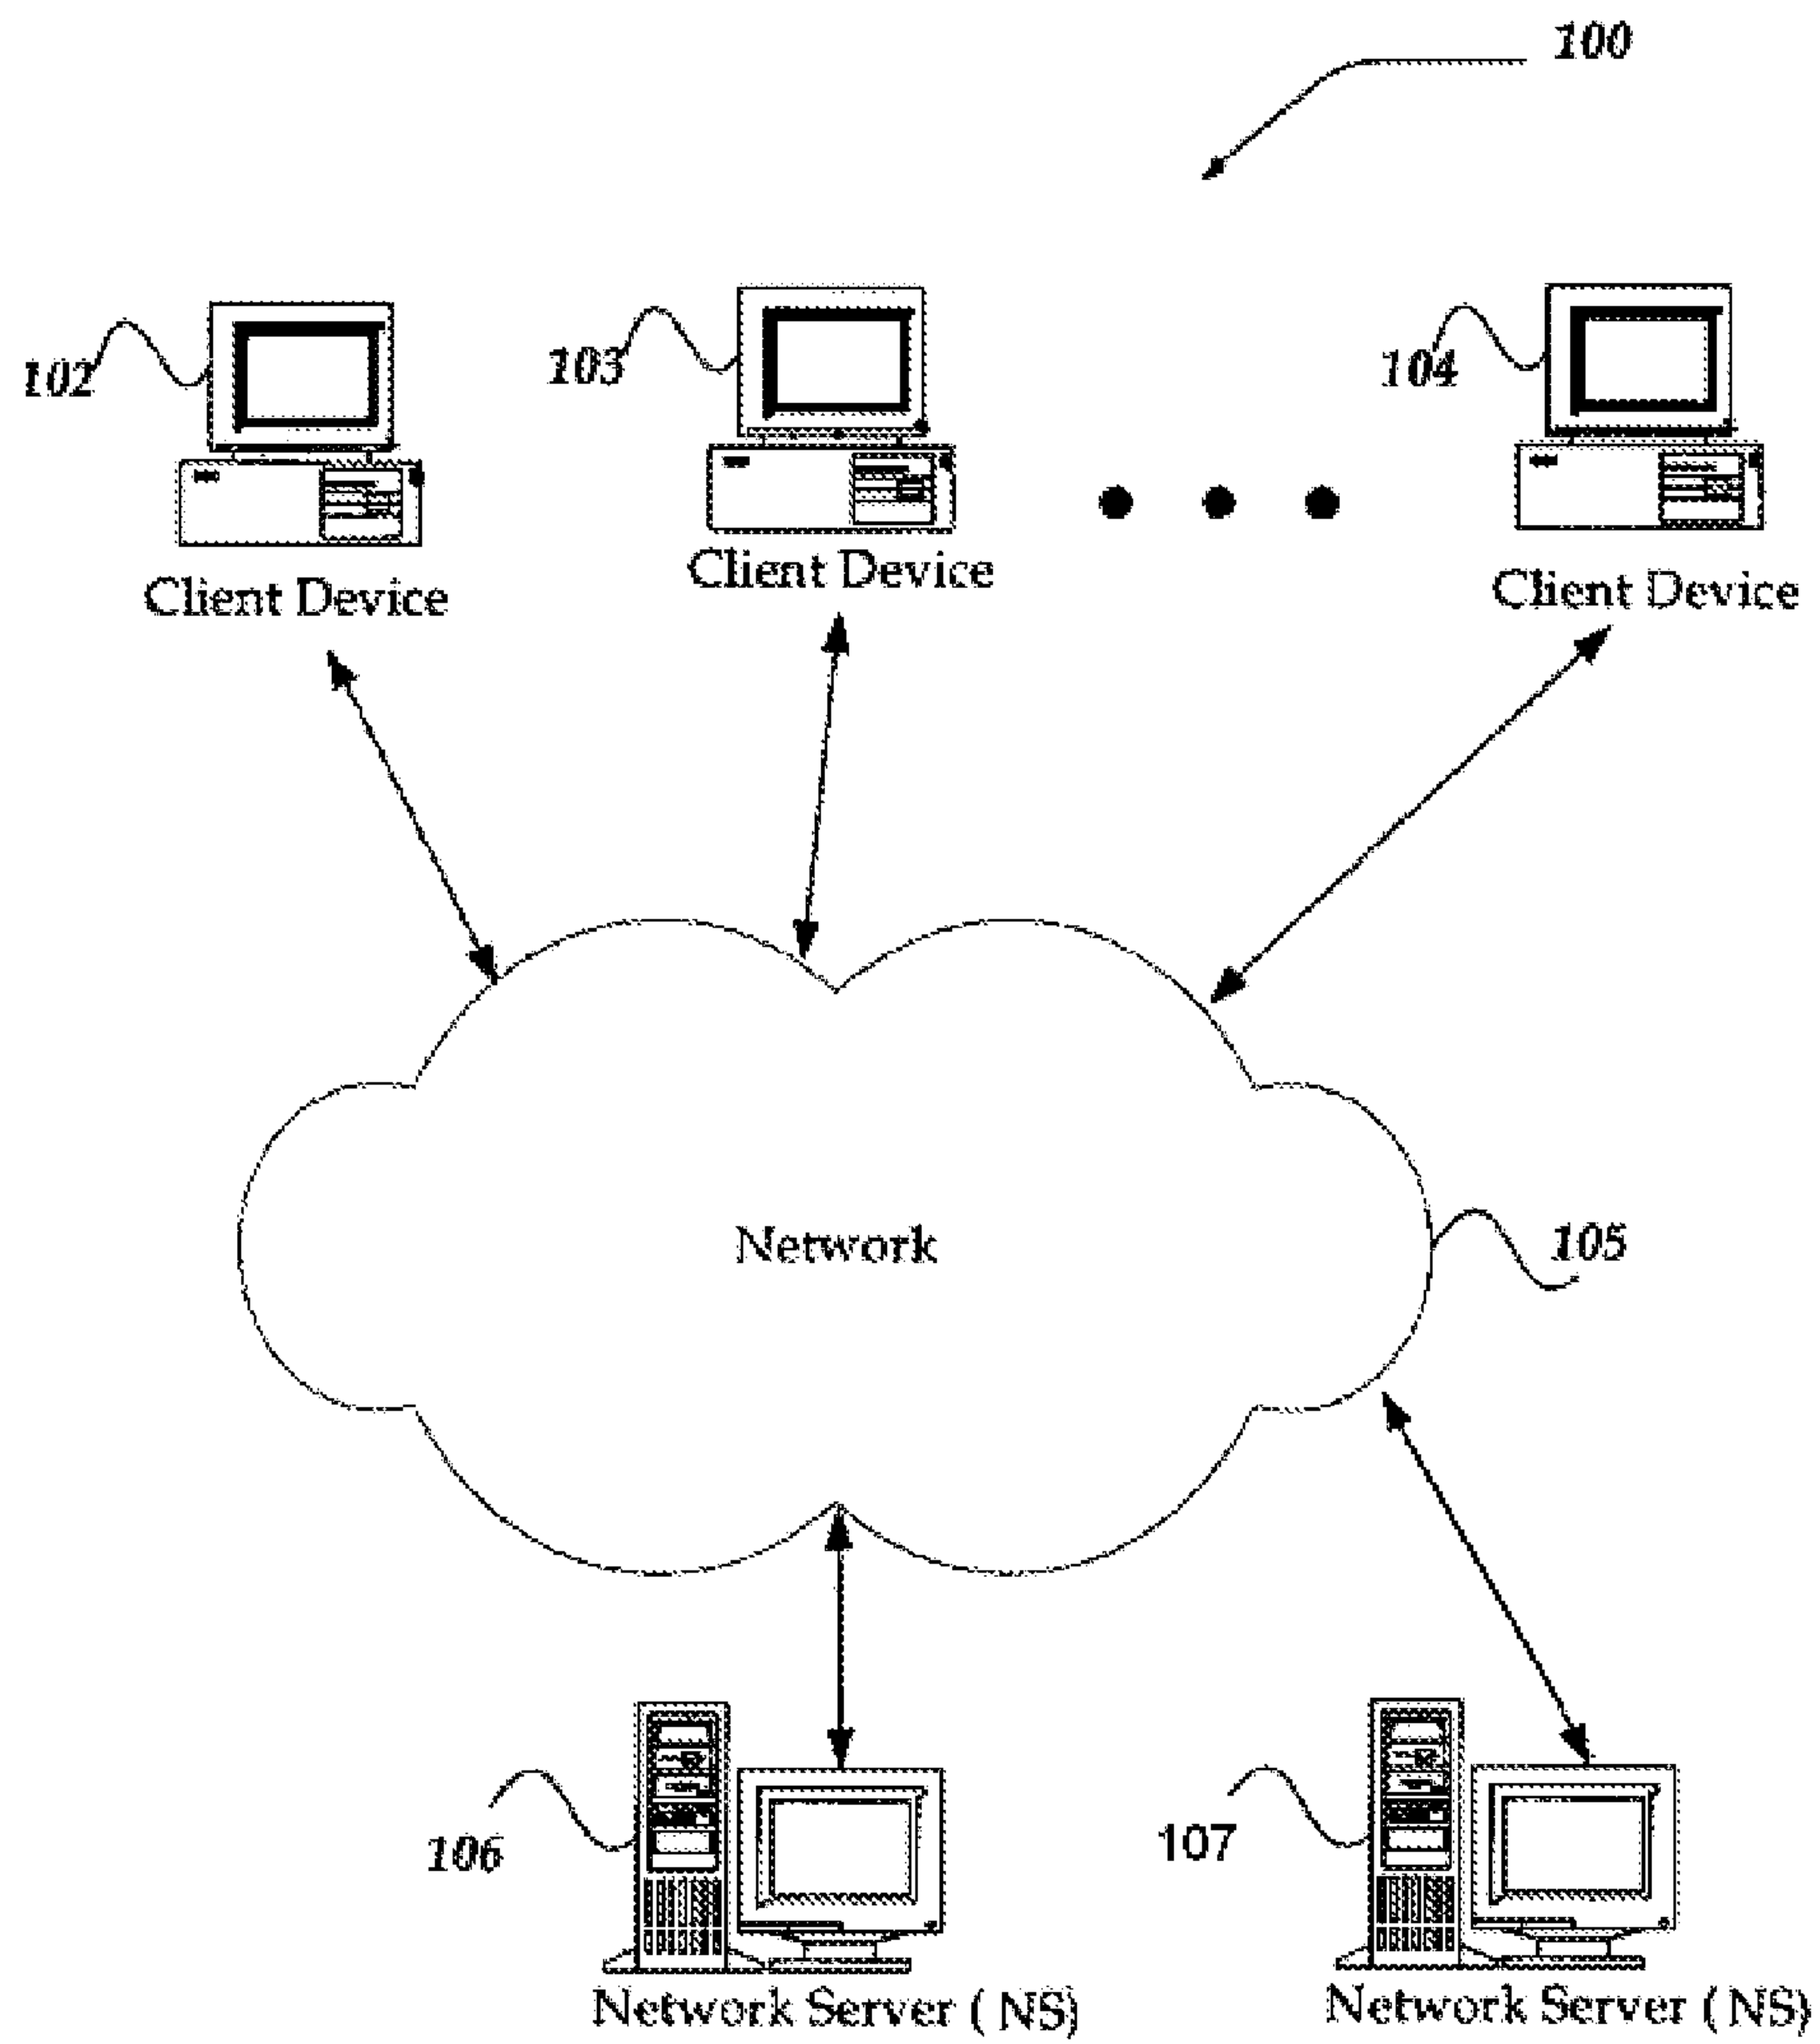 100
102
103
104
Client Device
Client Device
Client Device
Network
105
106
107
Network Server ( NS)
Network Server ( NS)